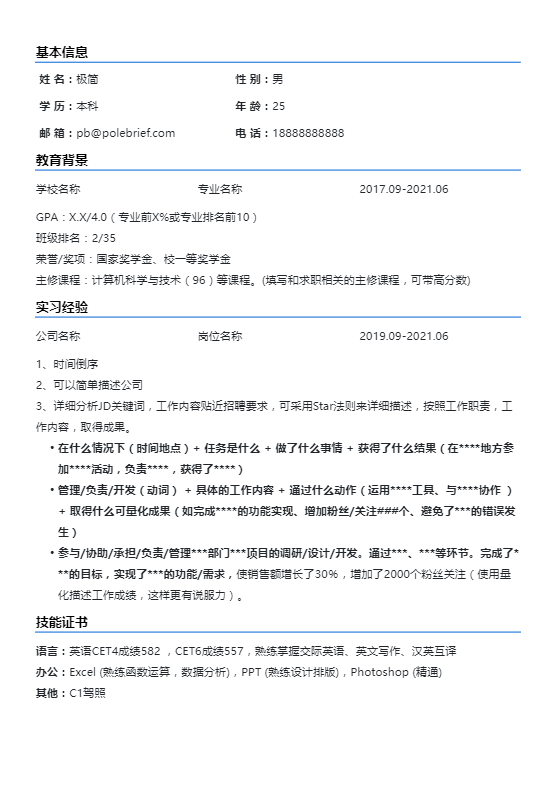 基本信息
姓 名：极简 性 别：男
学 历：本科 年 龄：25
邮 箱：pb@polebrief.com 电 话：18888888888
教育背景
学校名称 专业名称 2017.09-2021.06
GPA：X.X/4.0（专业前X%或专业排名前10）
班级排名：2/35
荣誉/奖项：国家奖学金、校一等奖学金
主修课程：计算机科学与技术（96）等课程。(填写和求职相关的主修课程，可带高分数)
实习经验
公司名称 岗位名称 2019.09-2021.06
1、时间倒序
2、可以简单描述公司
3、详细分析JD关键词，工作内容贴近招聘要求，可采用Star法则来详细描述，按照工作职责，工
作内容，取得成果。
• 在什么情况下（时间地点）+ 任务是什么 + 做了什么事情 + 获得了什么结果（在****地方参
加****活动，负责****，获得了****）
• 管理/负责/开发（动词） + 具体的工作内容 + 通过什么动作（运用****工具、与****协作 ）
+ 取得什么可量化成果（如完成****的功能实现、增加粉丝/关注###个、避免了***的错误发
生）
• 参与/协助/承担/负责/管理***部门***项目的调研/设计/开发。通过***、***等环节。完成了*
**的目标，实现了***的功能/需求，使销售额增长了30%，增加了2000个粉丝关注（使用量
化描述工作成绩，这样更有说服力）。
技能证书
语言：英语CET4成绩582 ，CET6成绩557，熟练掌握交际英语、英文写作、汉英互译
办公：Excel (熟练函数运算，数据分析)，PPT (熟练设计排版)，Photoshop (精通)
其他：C1驾照